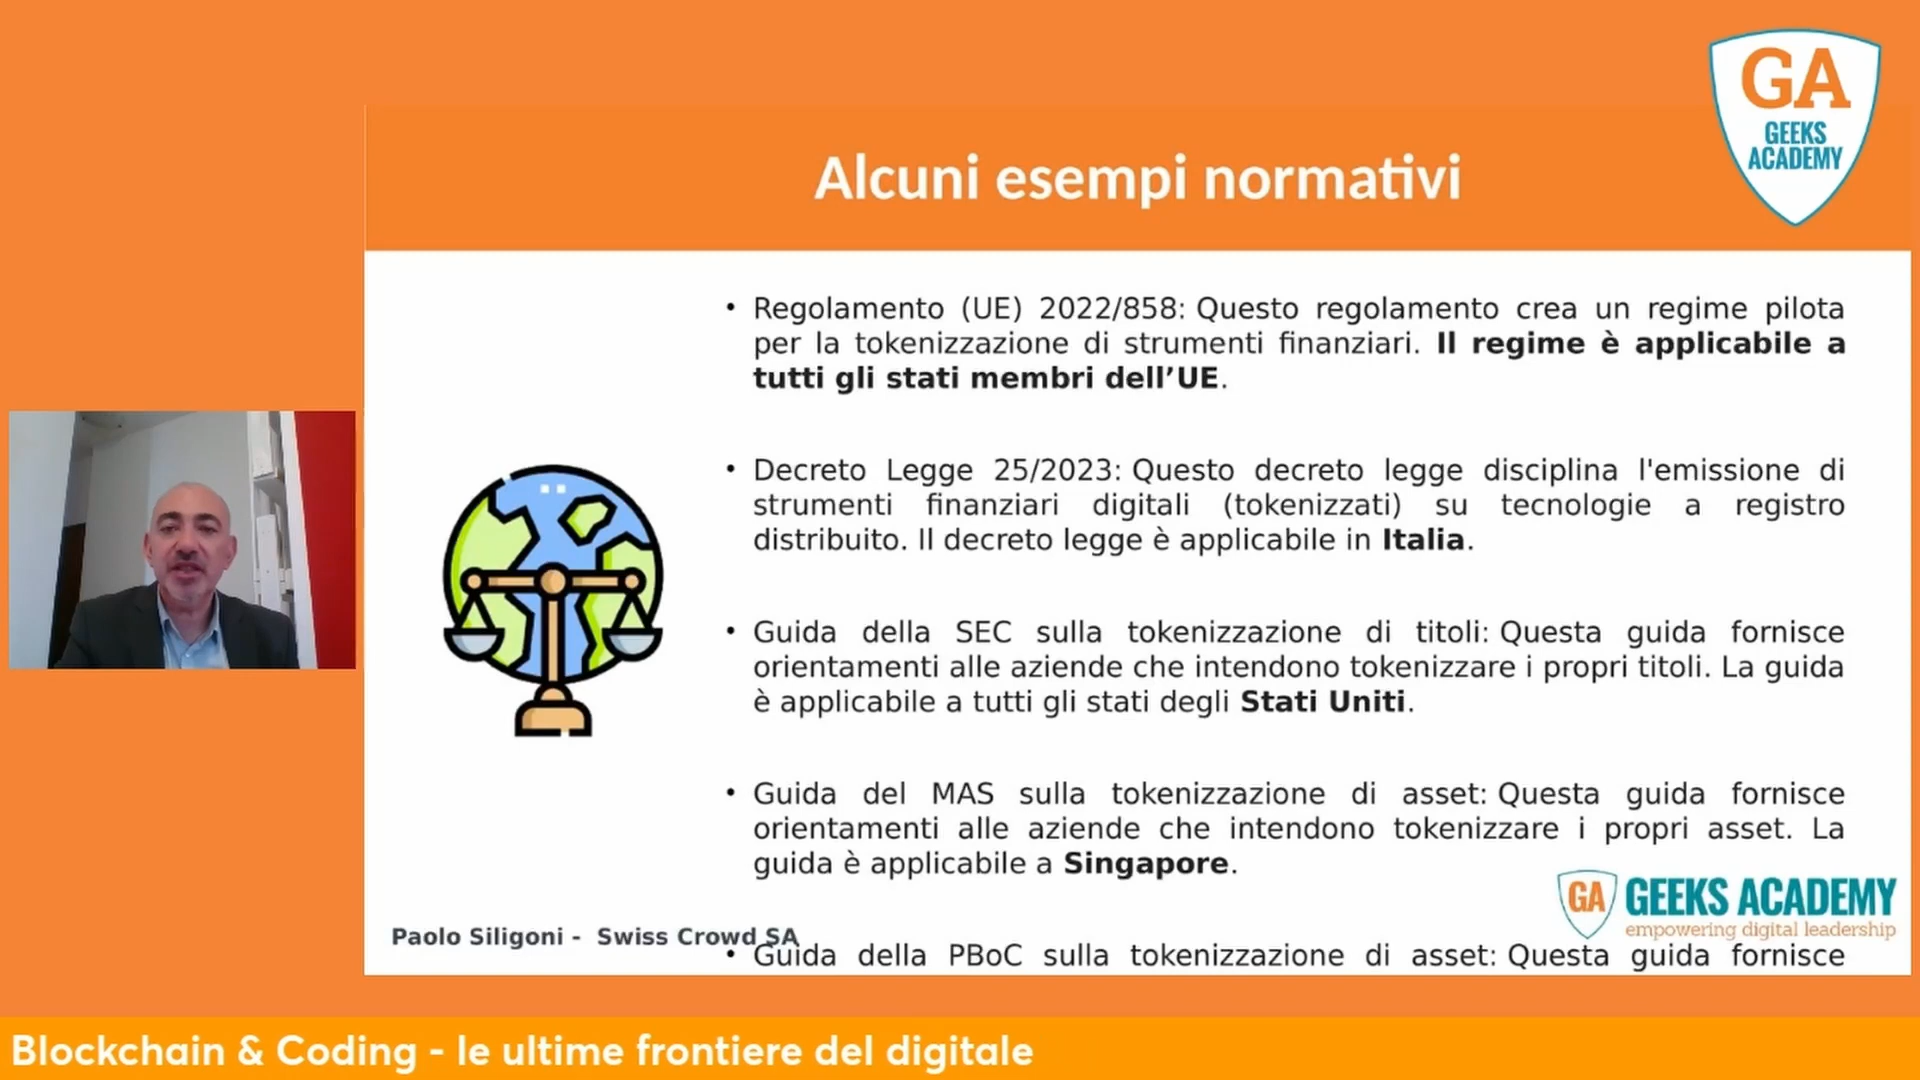 GA
GEEKS
ACADEMY
Alcuni esempi normativi
• Regolamento (UE) 2022/858: Questo regolamento crea un regime pilota
per la tokenizzazione di strumenti finanziari. Il regime è applicabile a
tutti gli stati membri dell’UE.
• Decreto Legge 25/2023: Questo decreto legge disciplina l'emissione di
strumenti finanziari digitali (tokenizzati) su tecnologie a registro
distribuito. Il decreto legge è applicabile in Italia.
• Guida della SEC sulla tokenizzazione di titoli: Questa guida fornisce
orientamenti alle aziende che intendono tokenizzare i propri titoli. La guida
è applicabile a tutti gli stati degli Stati Uniti.
• Guida del MAS sulla tokenizzazione di asset: Questa guida fornisce
orientamenti alle aziende che intendono tokenizzare i propri asset. La
guida è applicabile a Singapore.
GA GEEKS ACADEMY
empowering digital leadership
Paolo Siligoni - Swiss Crowd SA
• Guida della PBoC sulla tokenizzazione di asset: Questa guida fornisce
Blockchain & Coding - le ultime frontiere del digitale